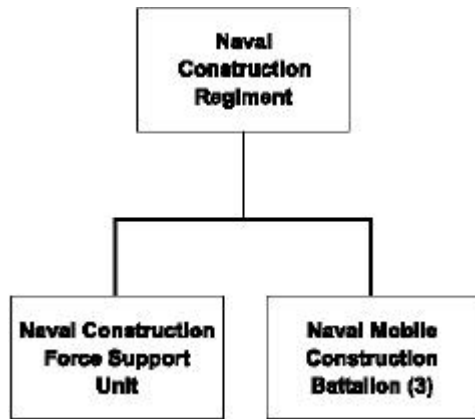 Naval
Construction
Regiment
Naval Construction
Force Support
Unit
Naval Mobile
Construction
Battalion (3)